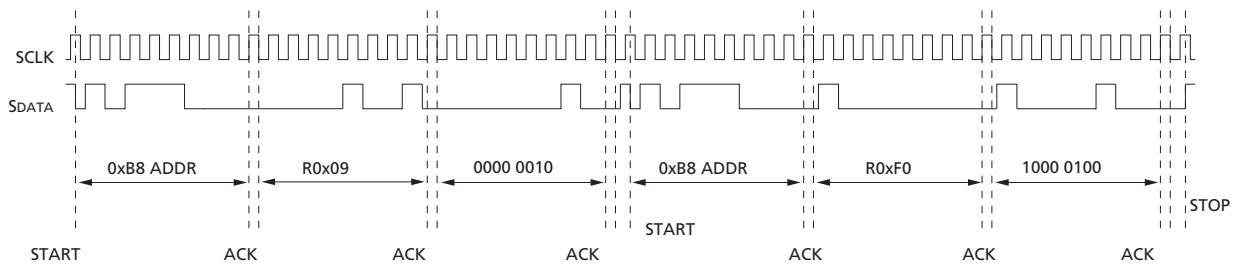 SCLK
SDATA
0xB8 ADDR R0x09 0000 0010 0xB8 ADDR R0xF0 1000 0100
STOP
START
START ACK ACK ACK ACK ACK ACK